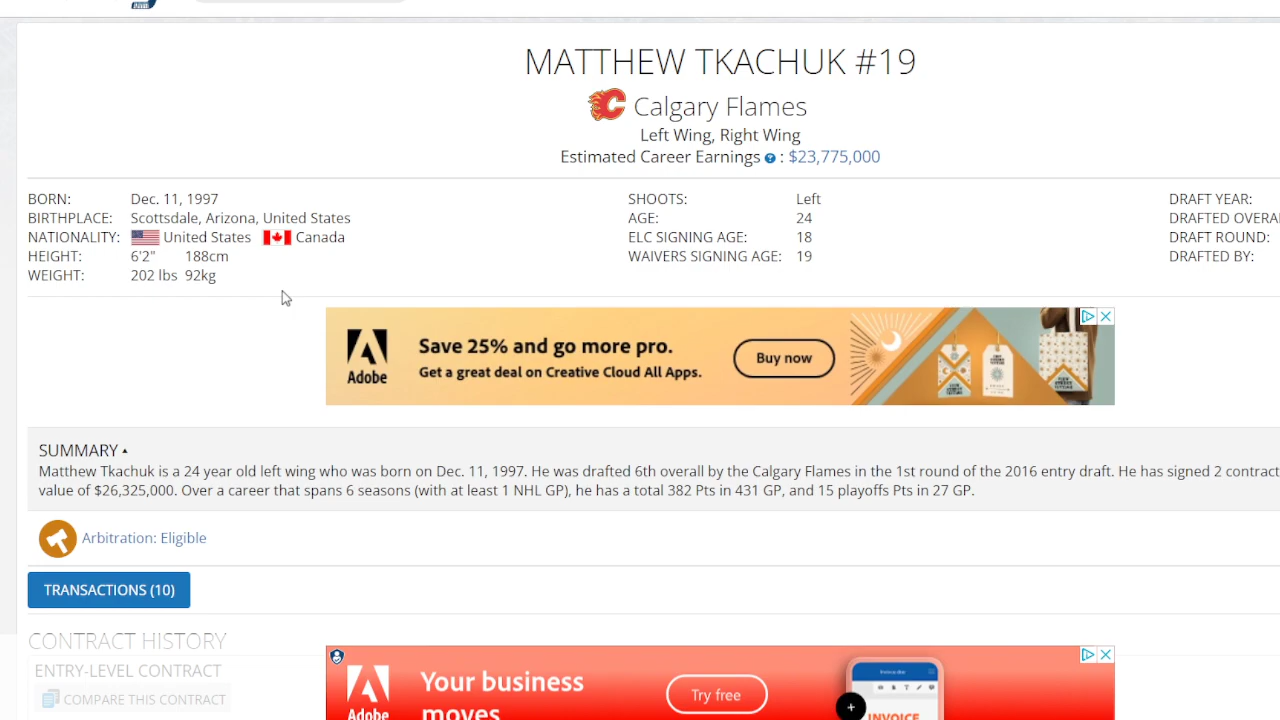 MATTHEW TKACHUK #19
Calgary Flames
Left Wing, Right Wing
Estimated Career Earnings ? : $23,775,000
BORN: Dec. 11, 1997
BIRTHPLACE: Scottsdale, Arizona, United States
NATIONALITY: United States Canada
HEIGHT: 6'2" 188cm
WEIGHT: 202 lbs 92kg
SHOOTS: Left
AGE: 24
ELC SIGNING AGE: 18
WAIVERS SIGNING AGE: 19
DRAFT YEAR:
DRAFTED OVERA
DRAFT ROUND:
DRAFTED BY:
Adobe
Save 25% and go more pro.
Get a great deal on Creative Cloud All Apps.
Buy now
SUMMARY
Matthew Tkachuk is a 24 year old left wing who was born on Dec. 11, 1997. He was drafted 6th overall by the Calgary Flames in the 1st round of the 2016 entry draft. He has signed 2 contract
value of $26,325,000. Over a career that spans 6 seasons (with at least 1 NHL GP), he has a total 382 Pts in 431 GP, and 15 playoffs Pts in 27 GP.
Arbitration: Eligible
TRANSACTIONS (10)
CONTRACT HISTORY
ENTRY-LEVEL CONTRACT
COMPARE THIS CONTRACT
Adobe
Your business
moves
Try free
INVOICE